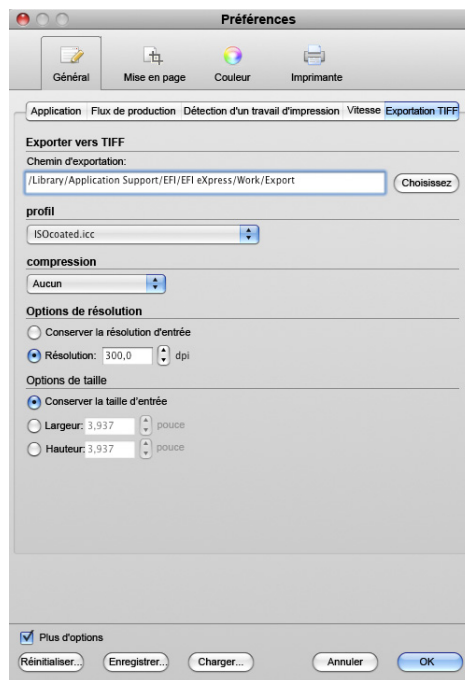 Préférences
Général Mise en page Couleur Imprimante
Application Flux de production Détection d'un travail d'impression Vitesse Exportation TIFF
Exporter vers TIFF
Chemin d'exportation:
/Library/Application Support/EFI/EFI eXpress/Work/Export Choisissez
profil
ISOcoated.icc
compression
Aucun
Options de résolution
Conserver la résolution d'entrée
Résolution: 300,0 dpi
Options de taille
Conserver la taille d'entrée
Largeur: 3,937 pouce
Hauteur: 3,937 pouce
Plus d'options
Réinitialiser... Enregistrer... Charger... Annuler OK